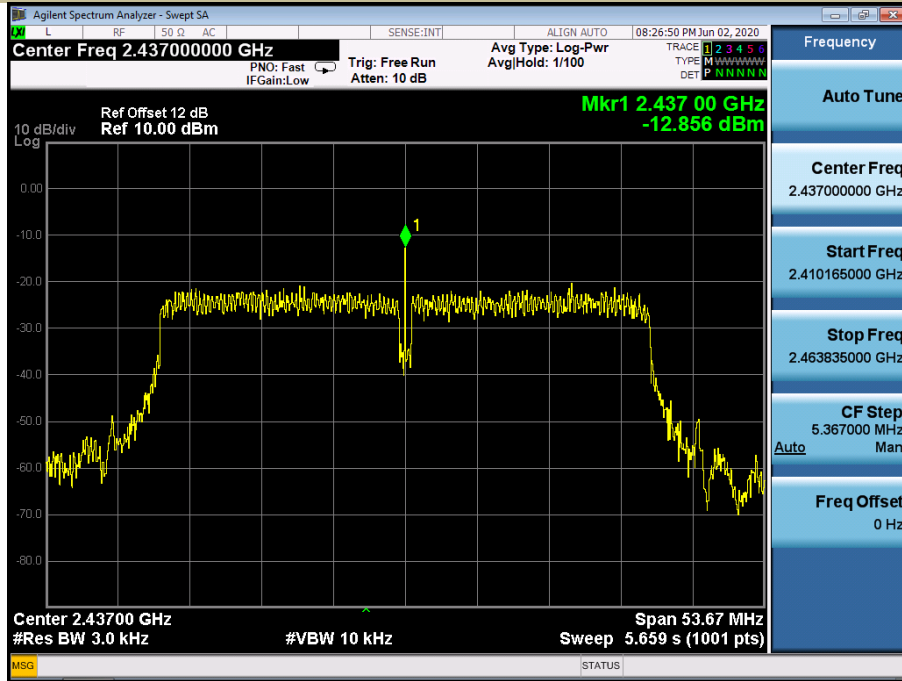 Agilent Spectrum Analyzer - Swept SA
LXI L RF 50 Ω AC SENSE:INT ALIGN AUTO 08:26:50 PM Jun 02, 2020
Center Freq 2.437000000 GHz
PNO: Fast
IFGain:Low
Trig: Free Run
Atten: 10 dB
Avg Type: Log-Pwr
Avg|Hold: 1/100
TRACE 1 2 3 4 5 6
TYPE M WWWWW
DET P N N N N N
Ref Offset 12 dB
10 dB/div Ref 10.00 dBm
Log
Mkr1 2.437 00 GHz
-12.856 dBm
1
0.00
-10.0
-20.0
-30.0
-40.0
-50.0
-60.0
-70.0
-80.0
Center 2.43700 GHz
Span 53.67 MHz
#Res BW 3.0 kHz
#VBW 10 kHz
Sweep 5.659 s (1001 pts)
MSG
STATUS
Frequency
Auto Tune
Center Freq
2.437000000 GHz
Start Freq
2.410165000 GHz
Stop Freq
2.463835000 GHz
CF Step
5.367000 MHz
Auto Man
Freq Offset
0 Hz